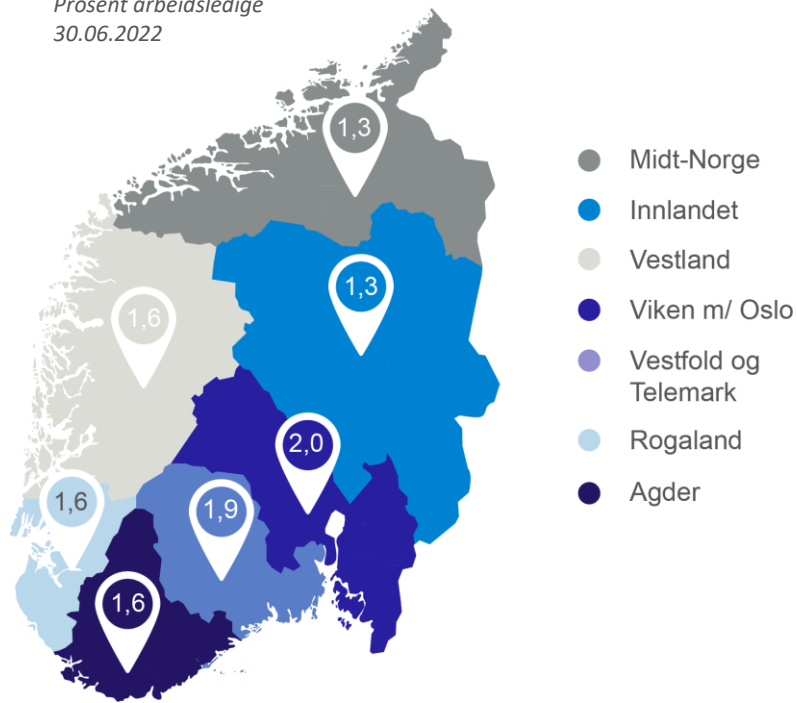 Prosent arbeidsledige
30.06.2022
1,3
Midt-Norge
Innlandet
Vestland
1,3
1,6
Viken m/ Oslo
Vestfold og
Telemark
2,0
Rogaland
1,6
1,9
Agder
1,6